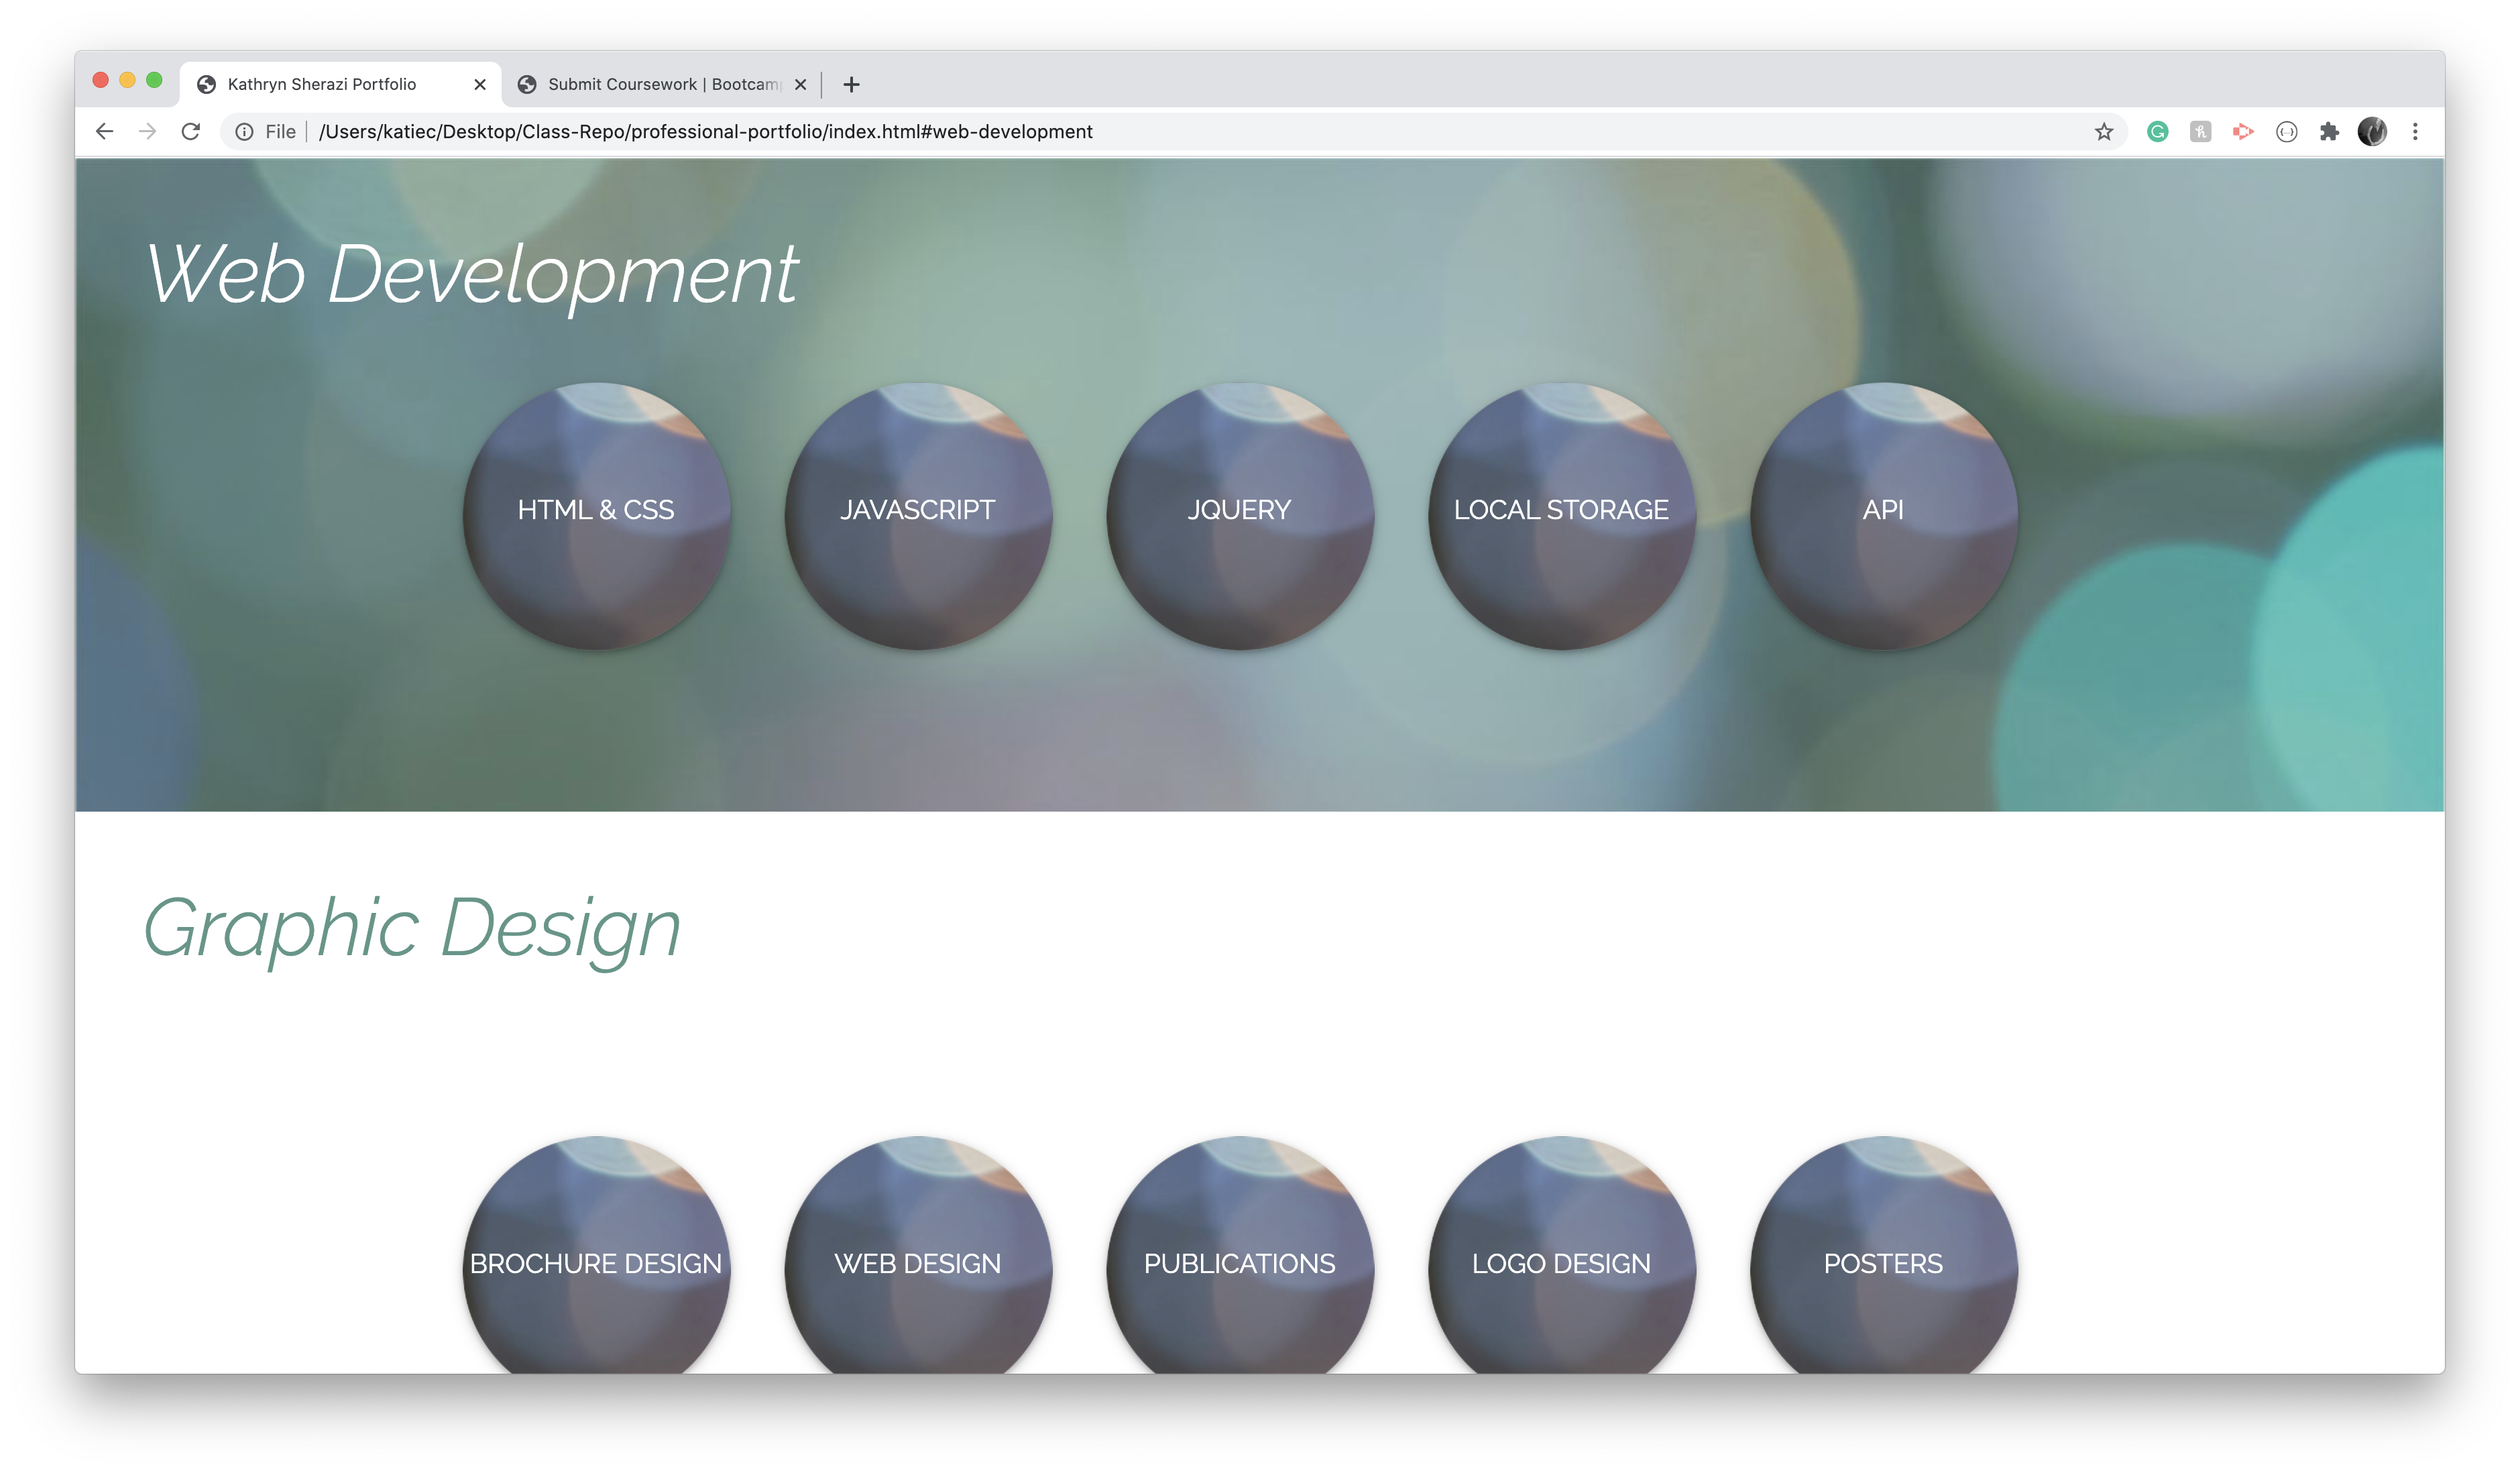 Kathryn Sherazi Portfolio
Submit Coursework | Bootcam
File /Users/katiec/Desktop/Class-Repo/professional-portfolio/index.html#web-development
Web Development
HTML & CSS JAVASCRIPT JQUERY LOCAL STORAGE API
Graphic Design
BROCHURE DESIGN WEB DESIGN PUBLICATIONS LOGO DESIGN POSTERS